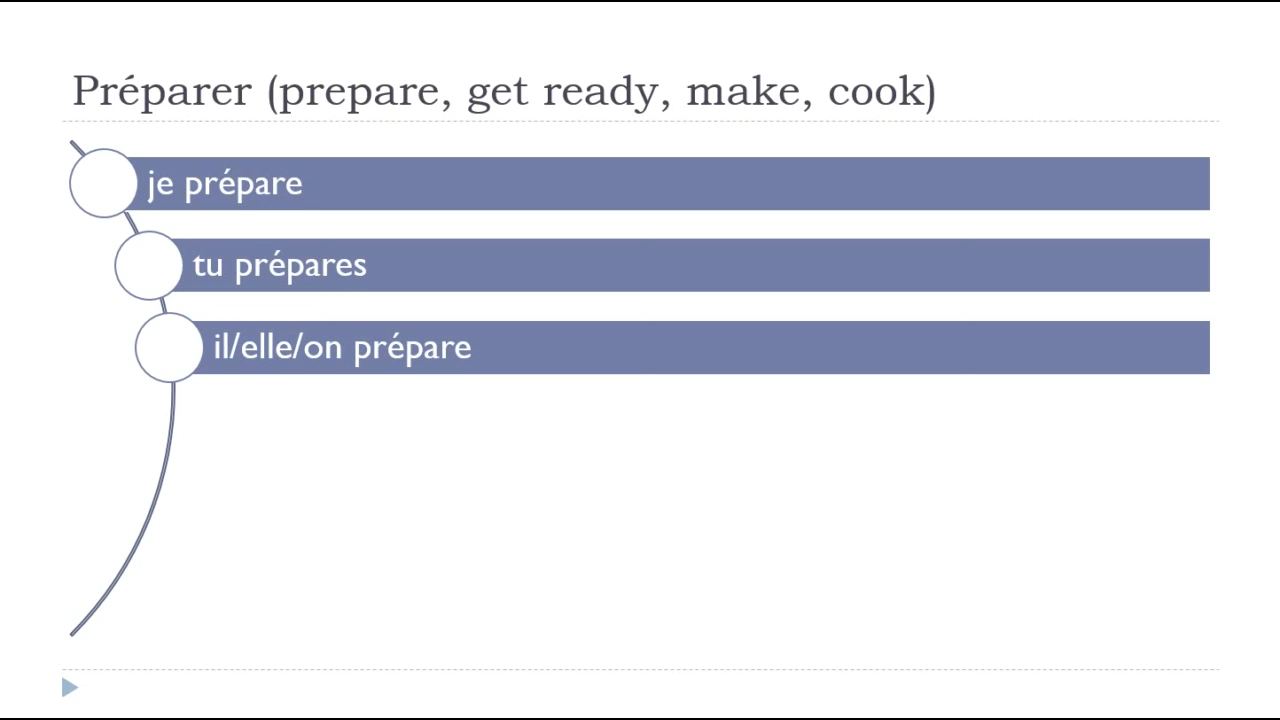 Préparer (prepare, get ready, make, cook)
je prépare
tu prépares
il/elle/on prépare